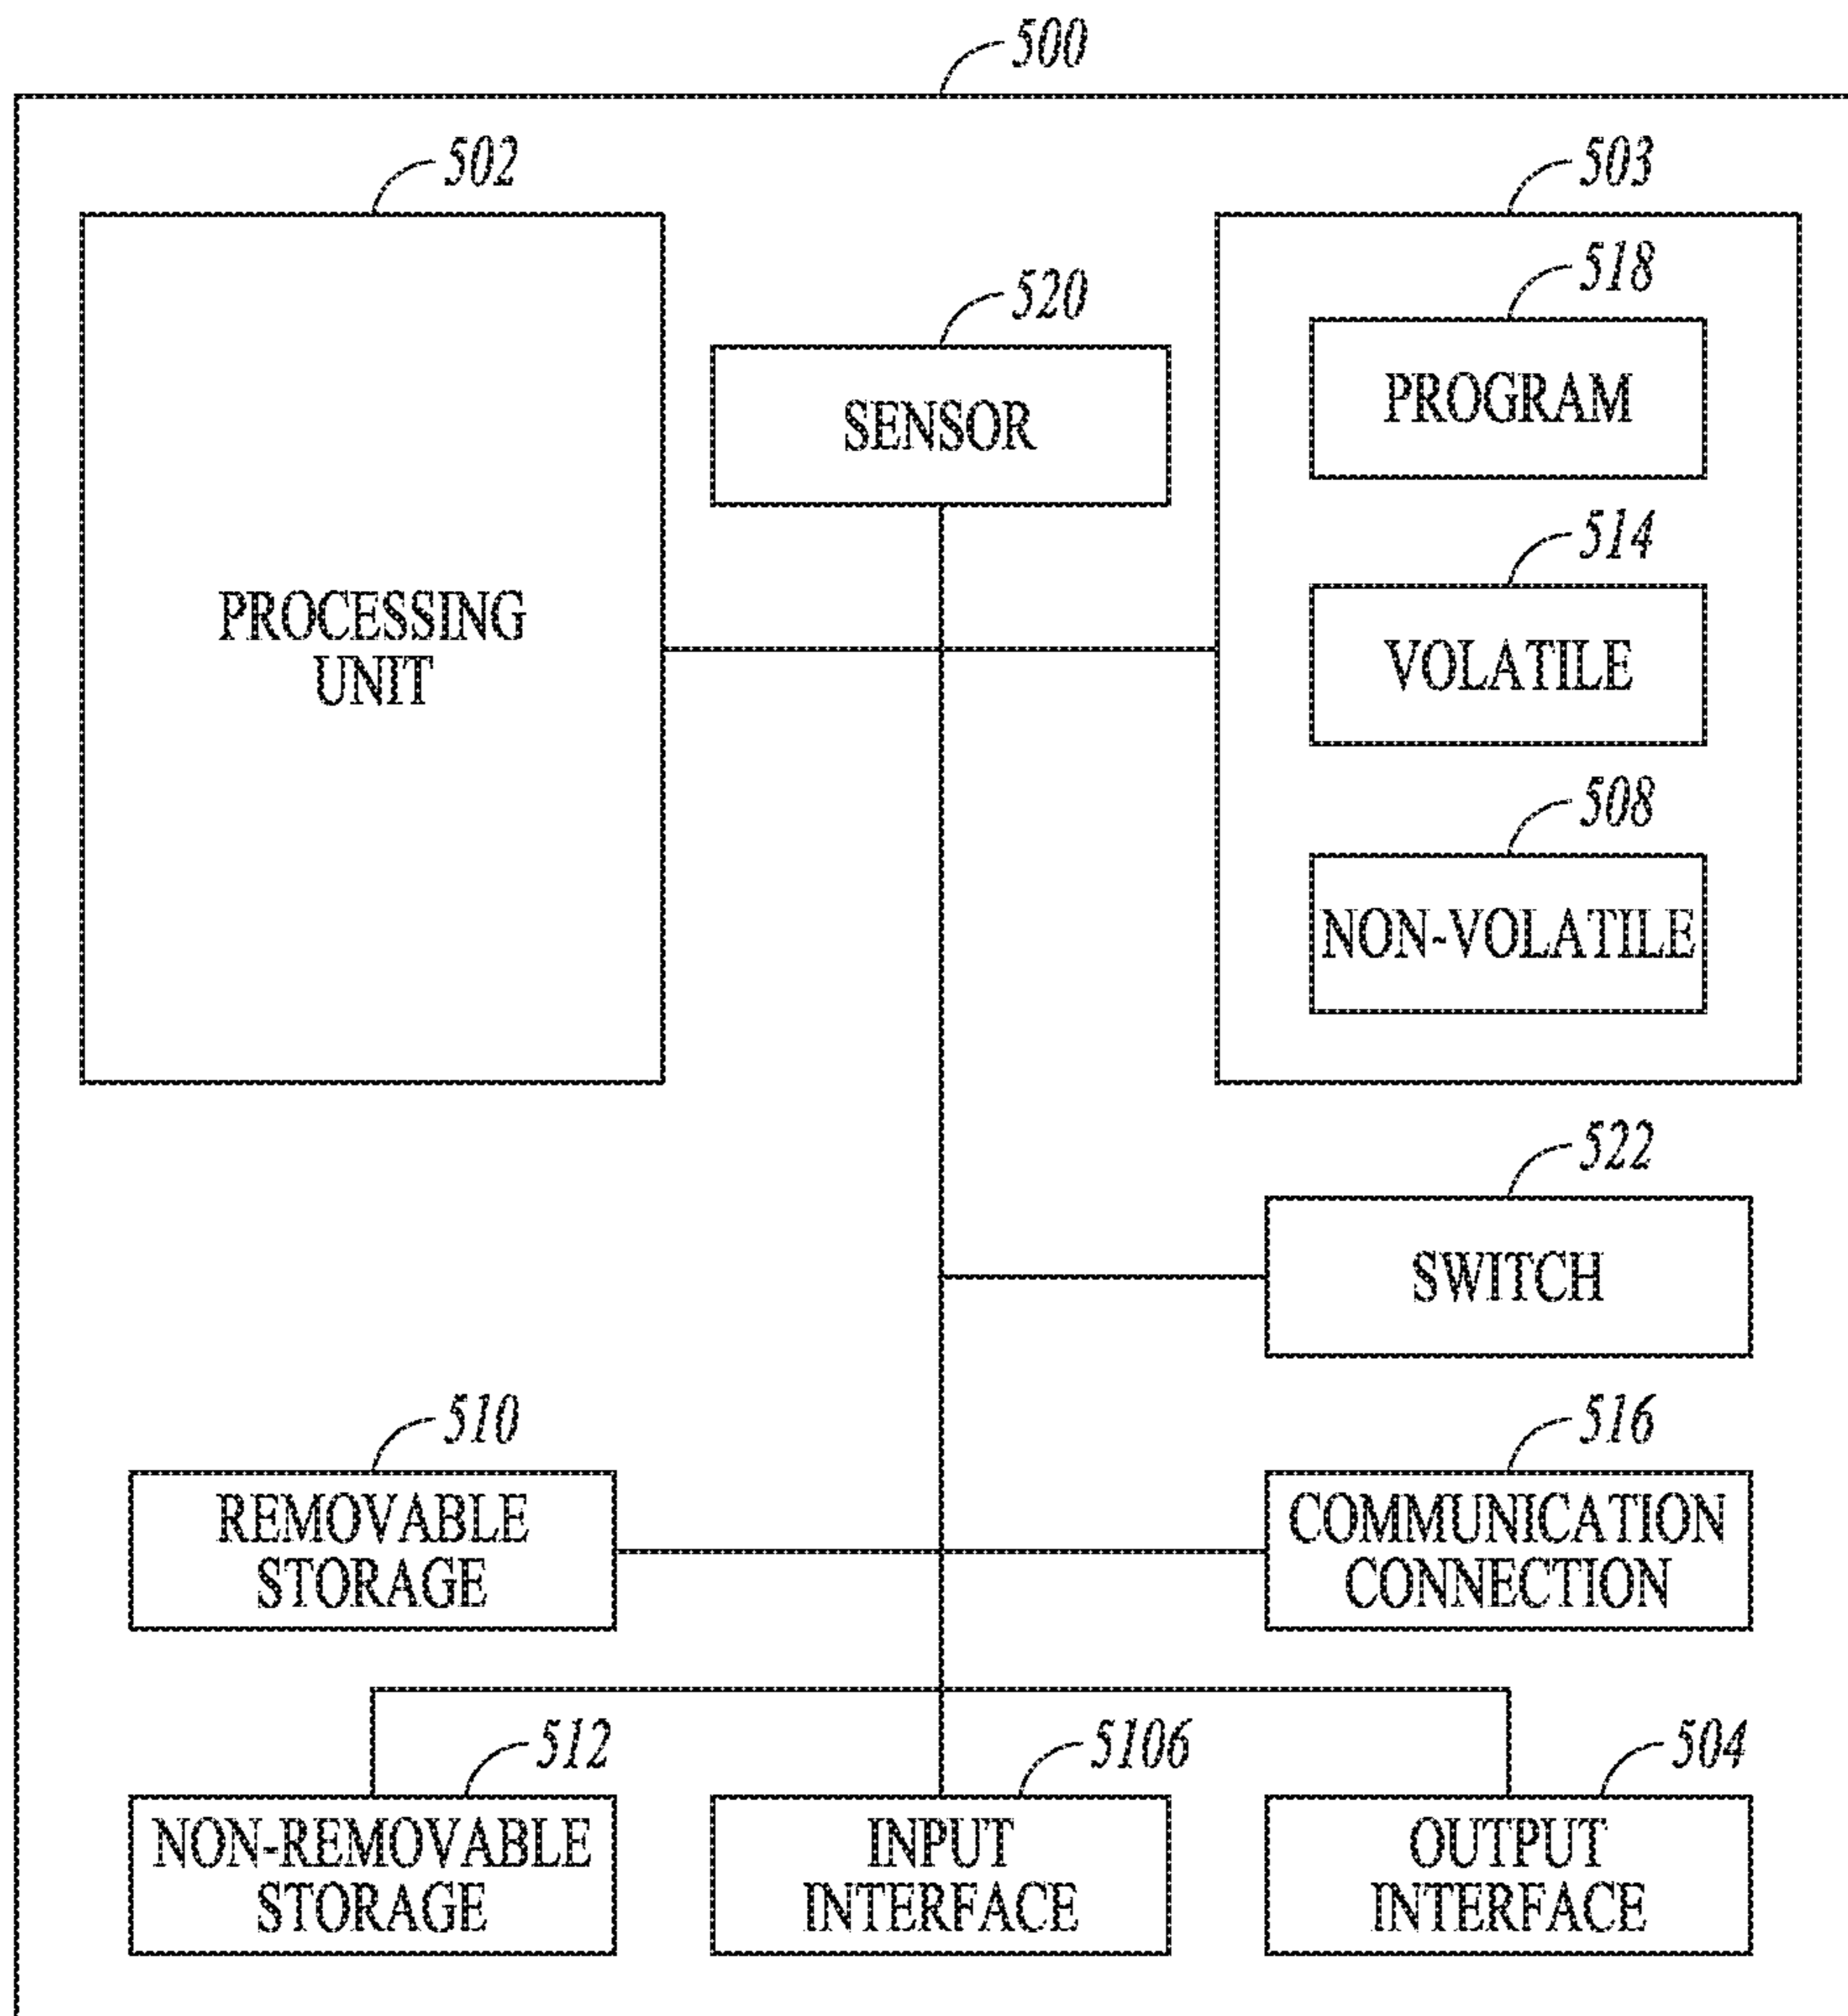 500
502
503
518
520
PROGRAM
SENSOR
514
PROCESSING
UNIT
VOLATILE
508
NON-VOLATILE
522
SWITCH
510
516
REMOVABLE
STORAGE
COMMUNICATION
CONNECTION
512
5106
504
NON-REMOVABLE
STORAGE
INPUT
INTERFACE
OUTPUT
INTERFACE